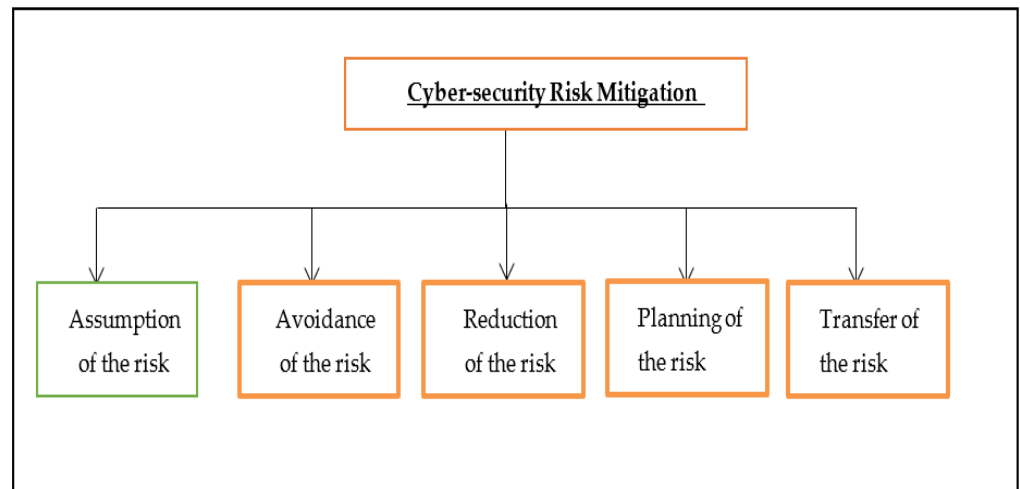 Cyber-security Risk Mitigation
Assumption
of the risk
Avoidance
of the risk
Reduction
of the risk
Planning of
the risk
Transfer of
the risk